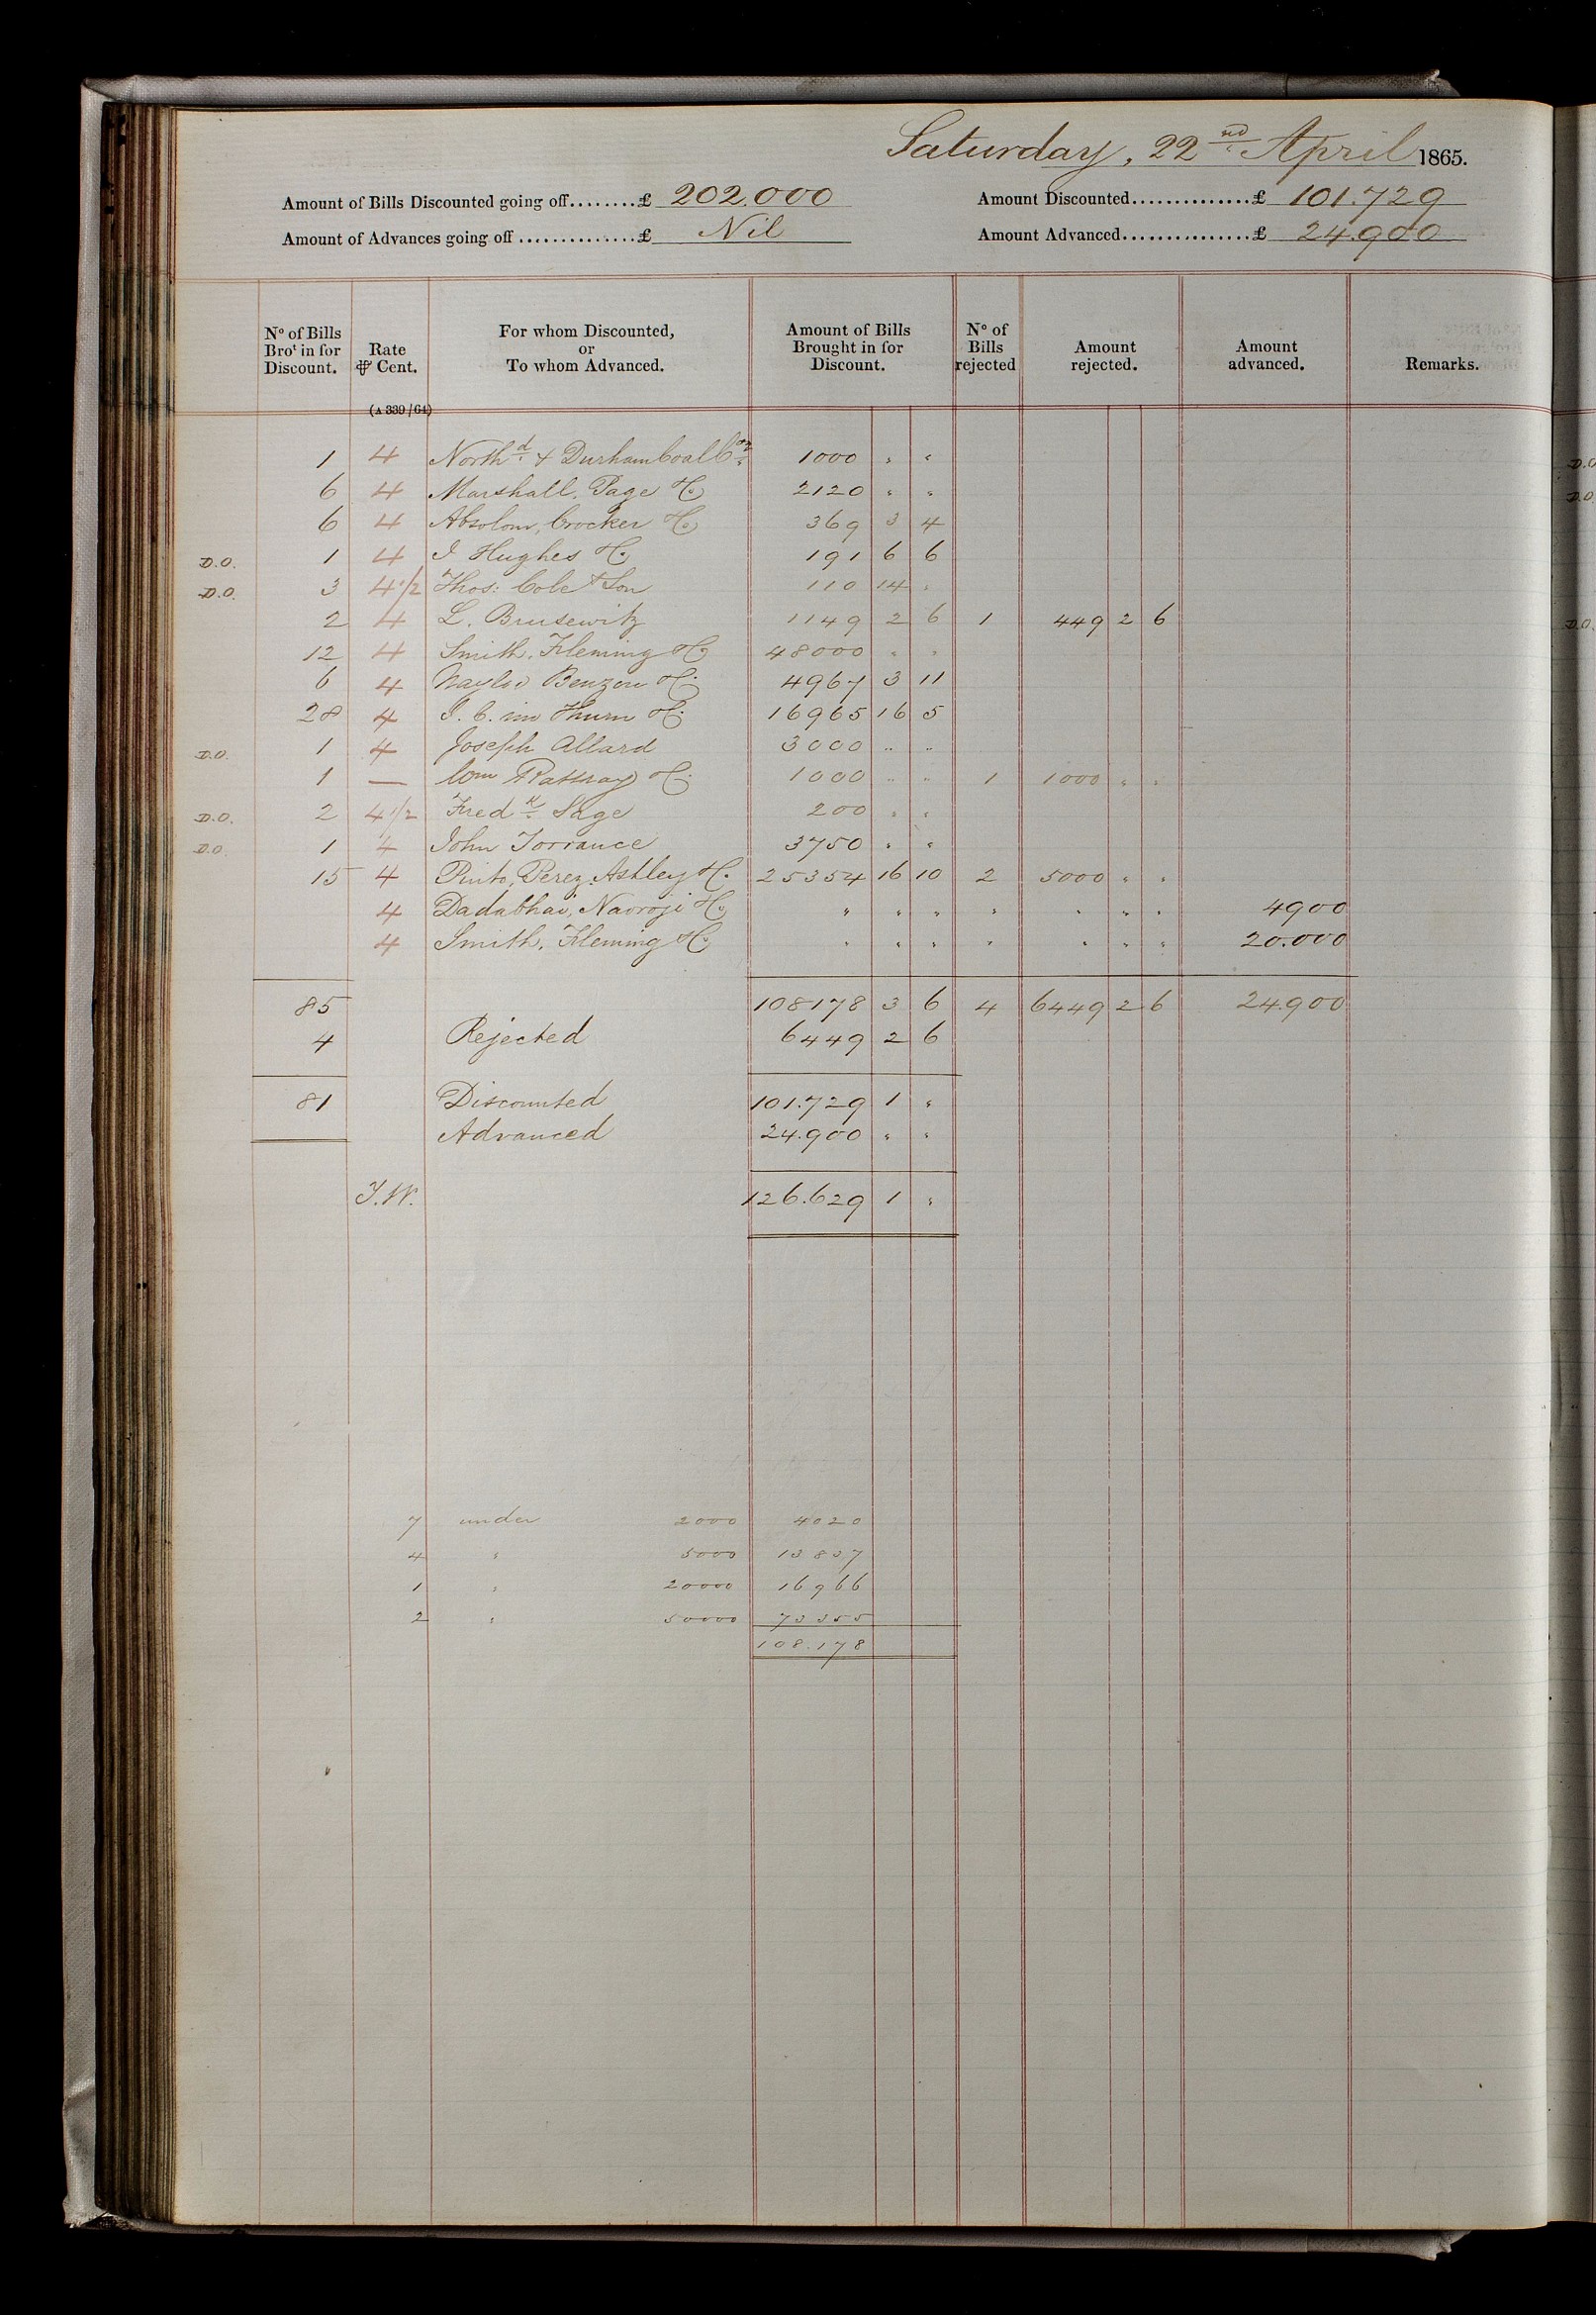 Saturday, 22nd April 1865.
Amount of Bills Discounted going off........£ 202.000 Amount Discounted..............£ 101.729
Amount of Advances going off ..............£ Nil Amount Advanced...............£ 24.900
No of Bills Brot in for Discount. Rate ⅌ Cent. For whom Discounted, or To whom Advanced. Amount of Bills Brought in for Discount. No of Bills rejected Amount rejected. Amount advanced. Remarks.
(A 339/64)
1 4 Northd & Durham Coal Coy 1000 " "
6 4 Marshall, Page & Co 2120 " "
6 4 Absolom, Crocker & Co 369 3 4
D.O. 1 4 J Hughes & Co 191 6 6
D.O. 3 4 1/2 Thos: Cole & Son 110 14 "
2 4 L. Brusewitz 1149 2 6 1 449 2 6
12 4 Smith, Fleming & Co 48000 " "
6 4 Naylor Benzon & Co 4967 3 11
28 4 J. C. im Thurn & Co 16965 16 5
D.O. 1 4 Joseph Allard 3000 " "
1 — Wm Rattray & Co 1000 " " 1 1000 " "
D.O. 2 4 1/2 Fredk Sage 200 " "
D.O. 1 4 John Torrance 3750 " "
15 4 Pinto, Perez, Ashley & Co 25354 16 10 2 5000 " "
4 Dadabhai, Naoroji & Co " " " " " " " 4900
4 Smith, Fleming & Co " " " " " " " 20.000
85 108178 3 6 4 6449 2 6 24.900
4 Rejected 6449 2 6
81 Discounted 101.729 1 "
Advanced 24.900 " "
T.W. 126.629 1 "
7 under 2000 4020
4 " 5000 13837
1 " 20000 16966
2 " 50000 73355
108.178
D.O.
D.O.
D.O.